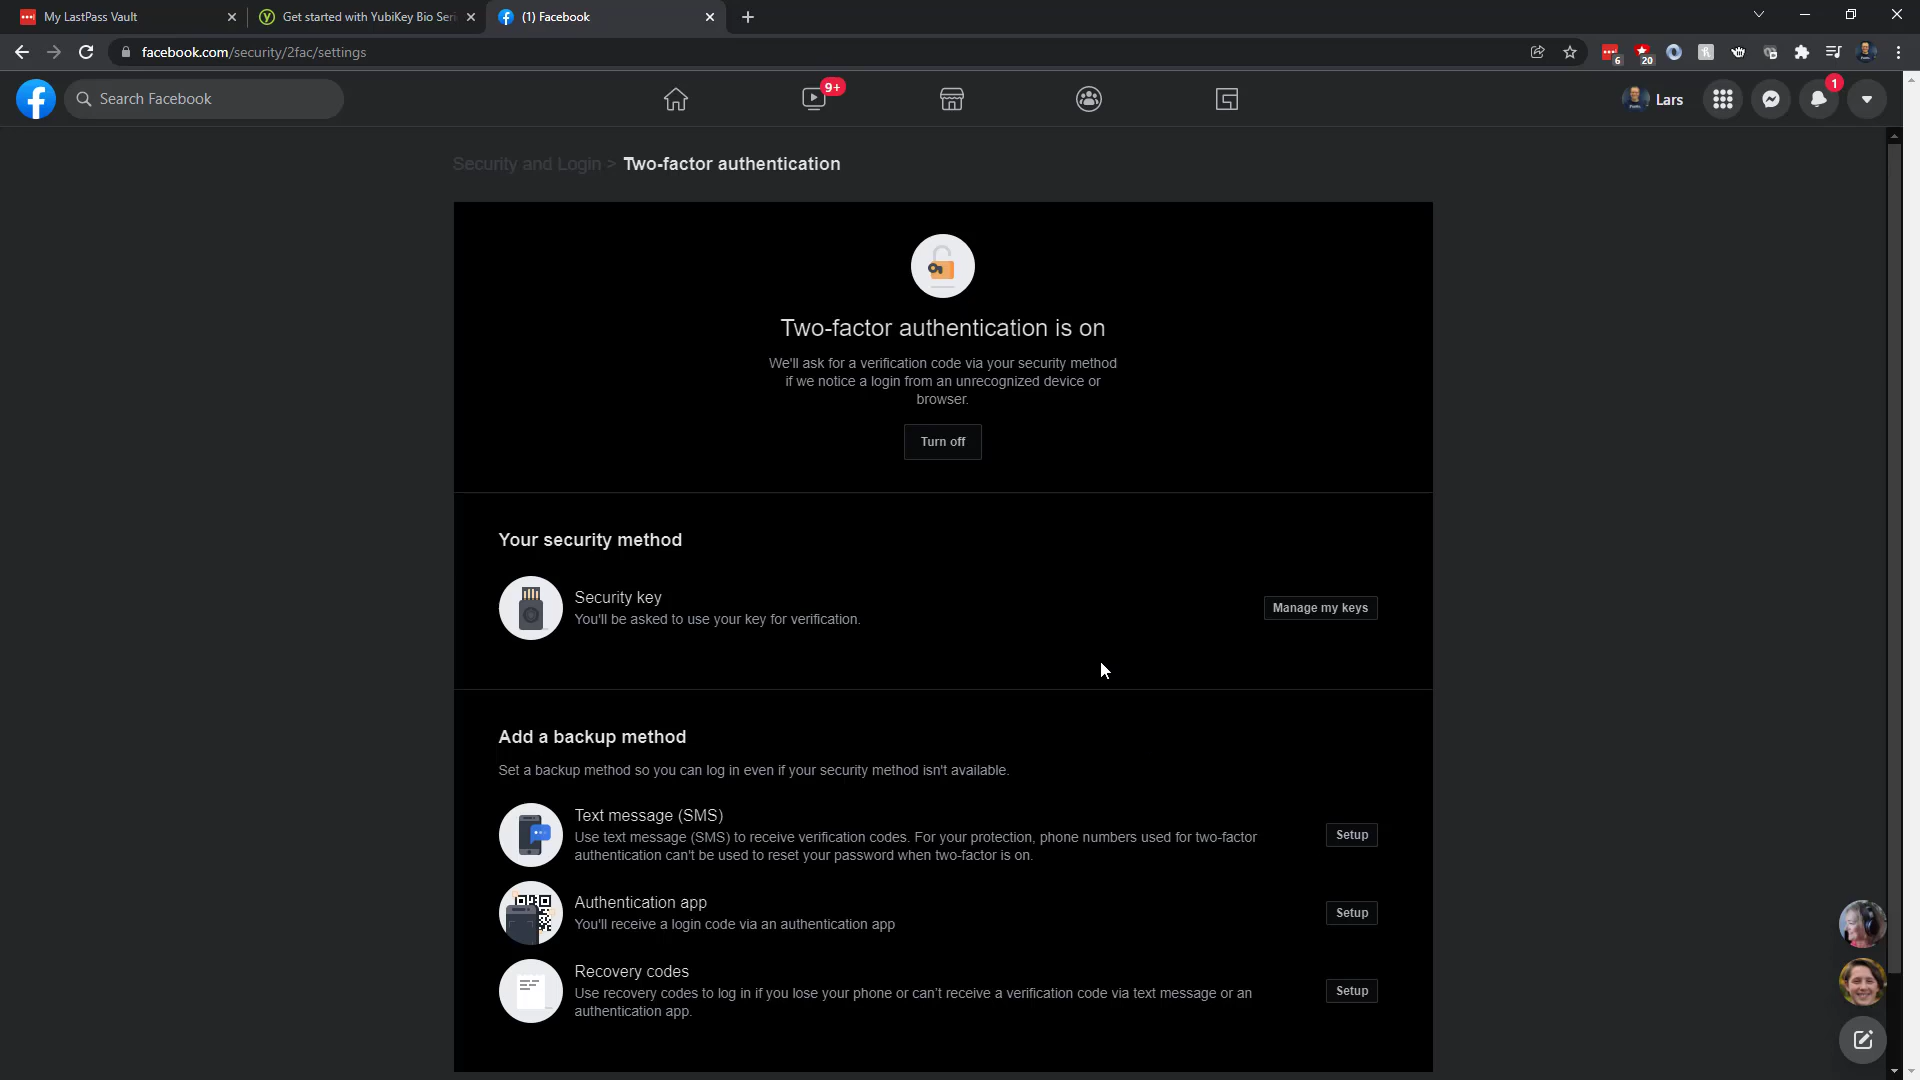 My LastPass Vault
Get started with YubiKey Bio Seri
(1) Facebook
facebook.com/security/2fac/settings
6
20
Search Facebook
9+
Lars
1
Security and Login > Two-factor authentication
Two-factor authentication is on
We'll ask for a verification code via your security method
if we notice a login from an unrecognized device or
browser.
Turn off
Your security method
Security key
You'll be asked to use your key for verification.
Manage my keys
Add a backup method
Set a backup method so you can log in even if your security method isn't available.
Text message (SMS)
Use text message (SMS) to receive verification codes. For your protection, phone numbers used for two-factor
authentication can't be used to reset your password when two-factor is on.
Setup
Authentication app
You'll receive a login code via an authentication app
Setup
Recovery codes
Use recovery codes to log in if you lose your phone or can't receive a verification code via text message or an
authentication app.
Setup